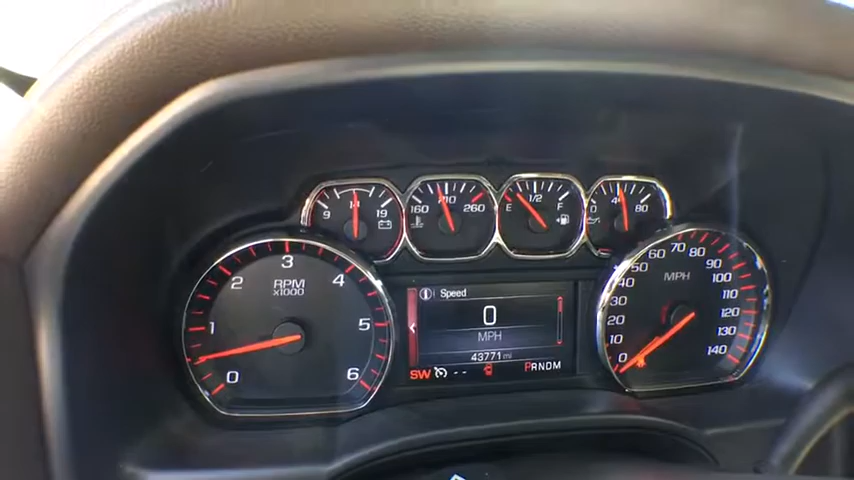 9 14 19
160 210 260
E 1/2 F
0 40 80
RPM
X1000
0 1 2 3 4 5 6
MPH
0 10 20 30 40 50 60 70 80 90 100 110 120 130 140
Speed
0
MPH
43771 mi
SW --
PRNDM